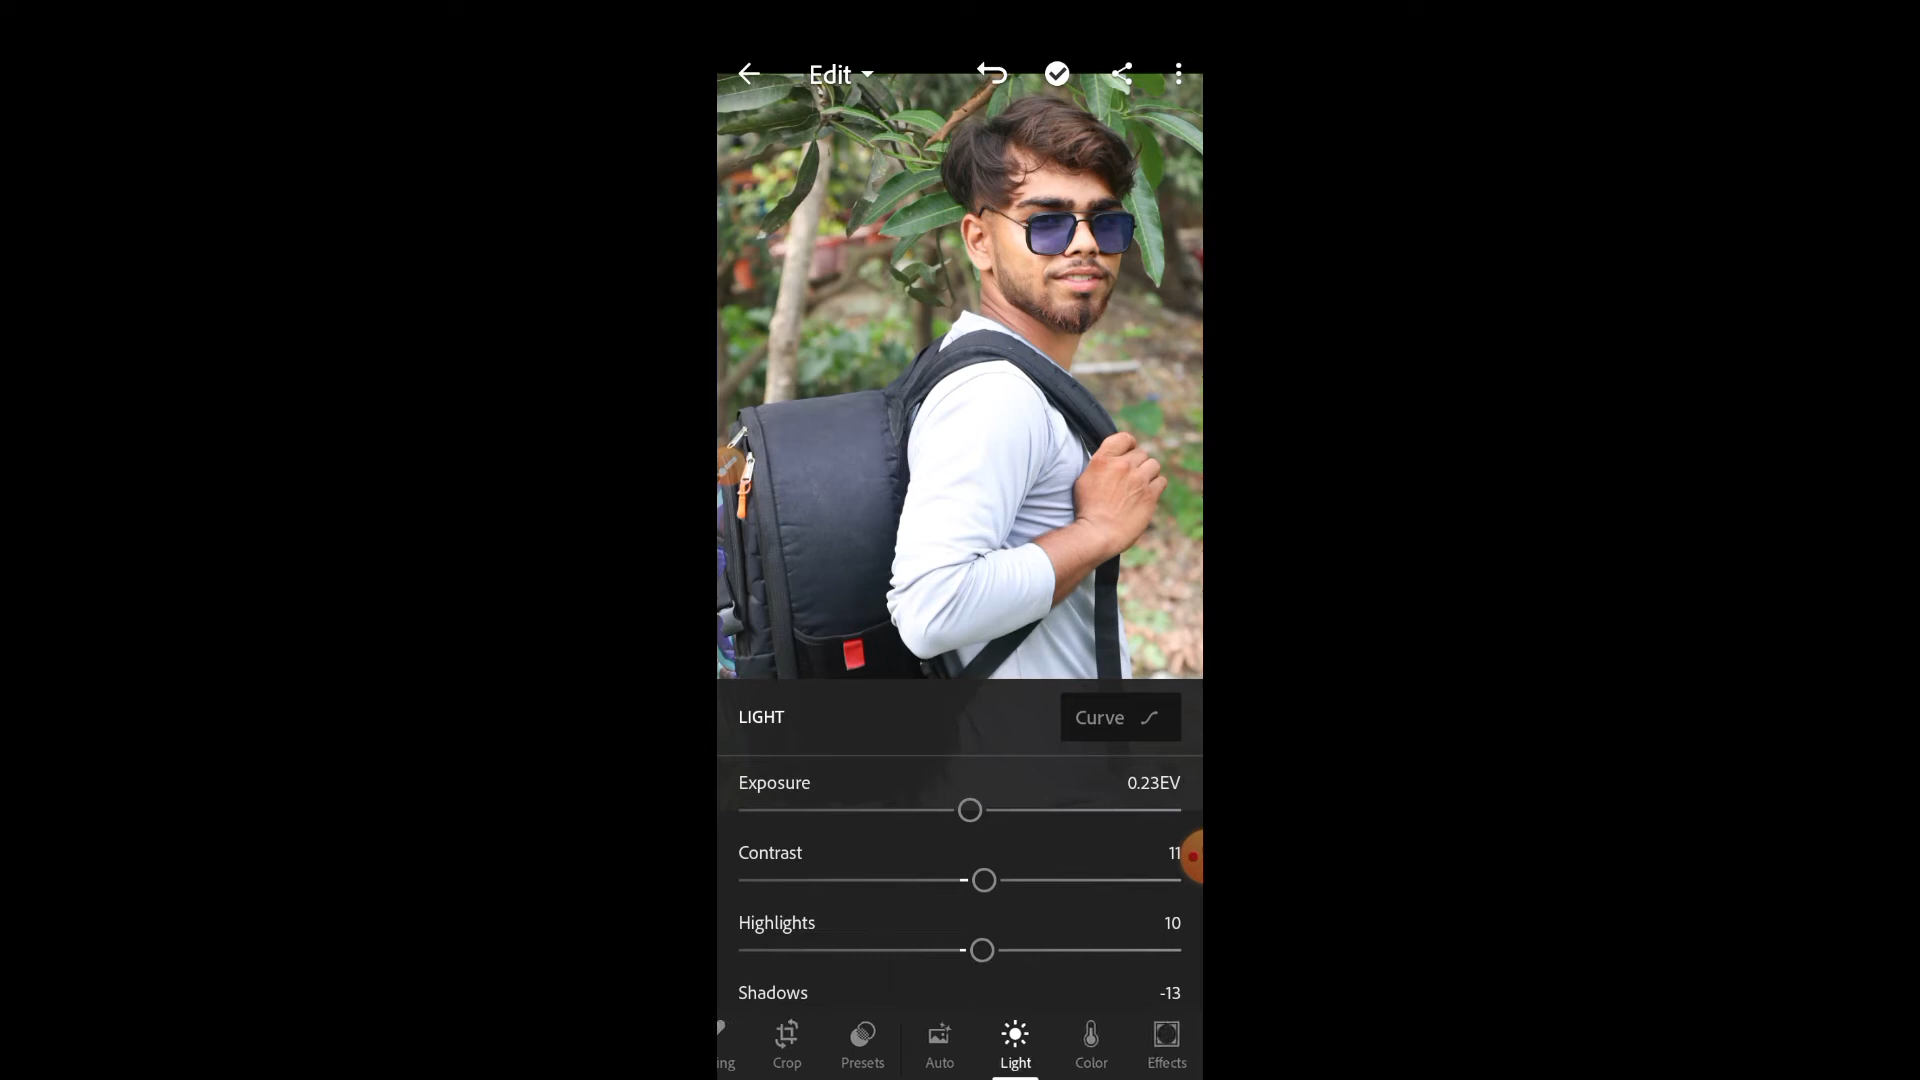 Edit
LIGHT
Curve
Exposure 0.23EV
Contrast 11
Highlights 10
Shadows -13
ing Crop Presets Auto Light Color Effects